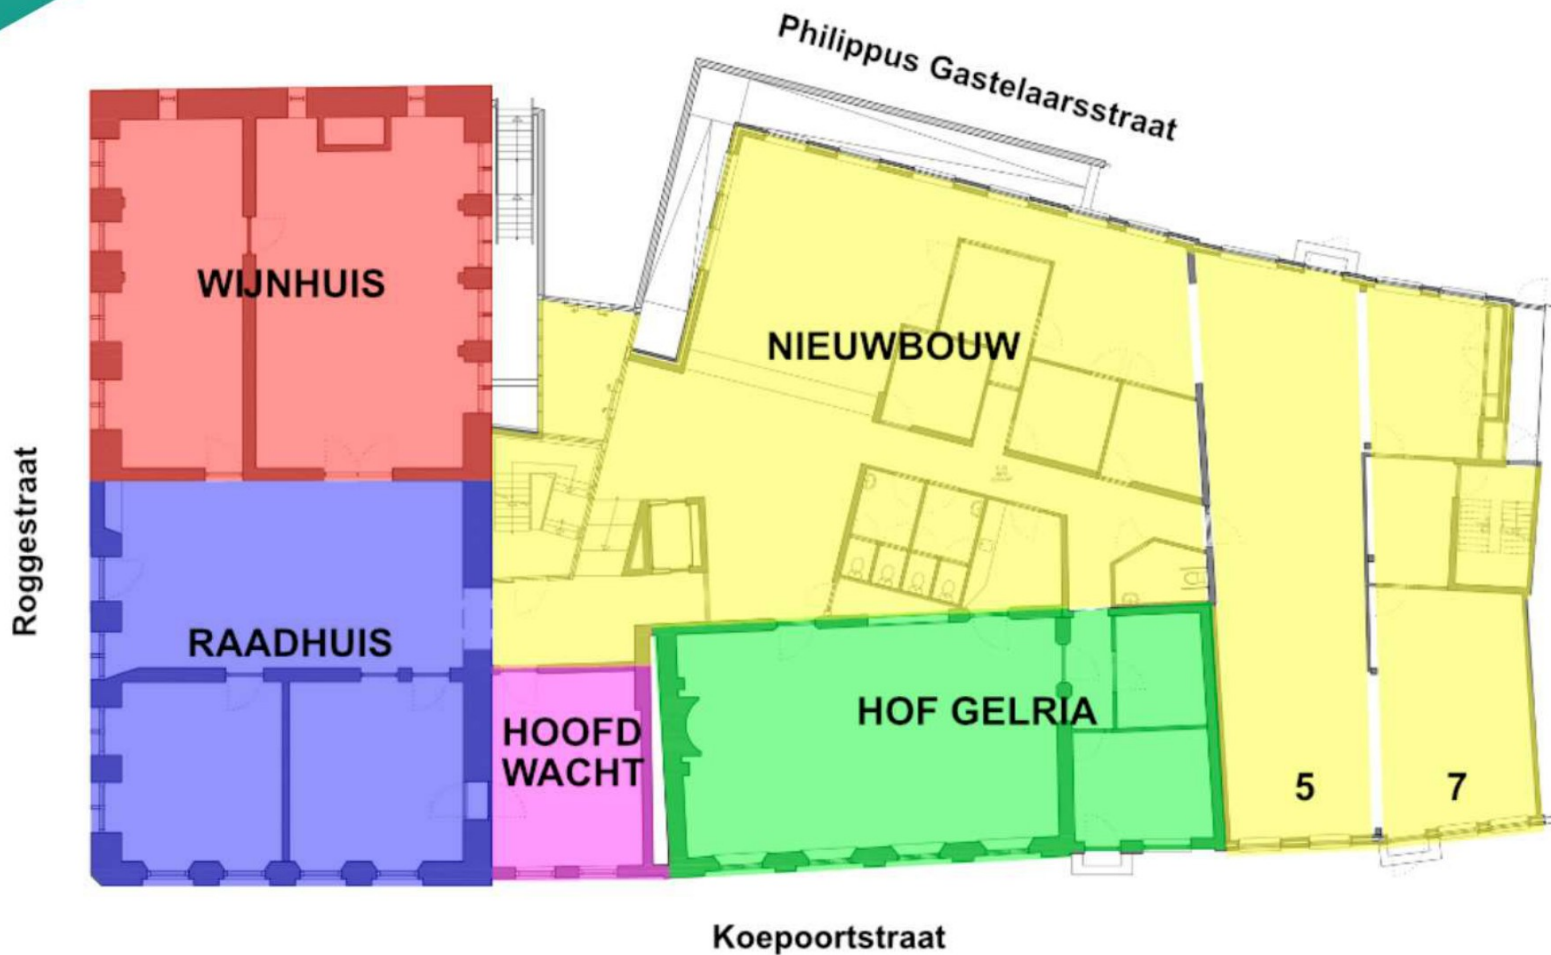 Philippus Gastelaarsstraat
WIJNHUIS
NIEUWBOUW
Roggestraat
RAADHUIS
HOOFD
WACHT
HOF GELRIA
5
7
Koepoortstraat